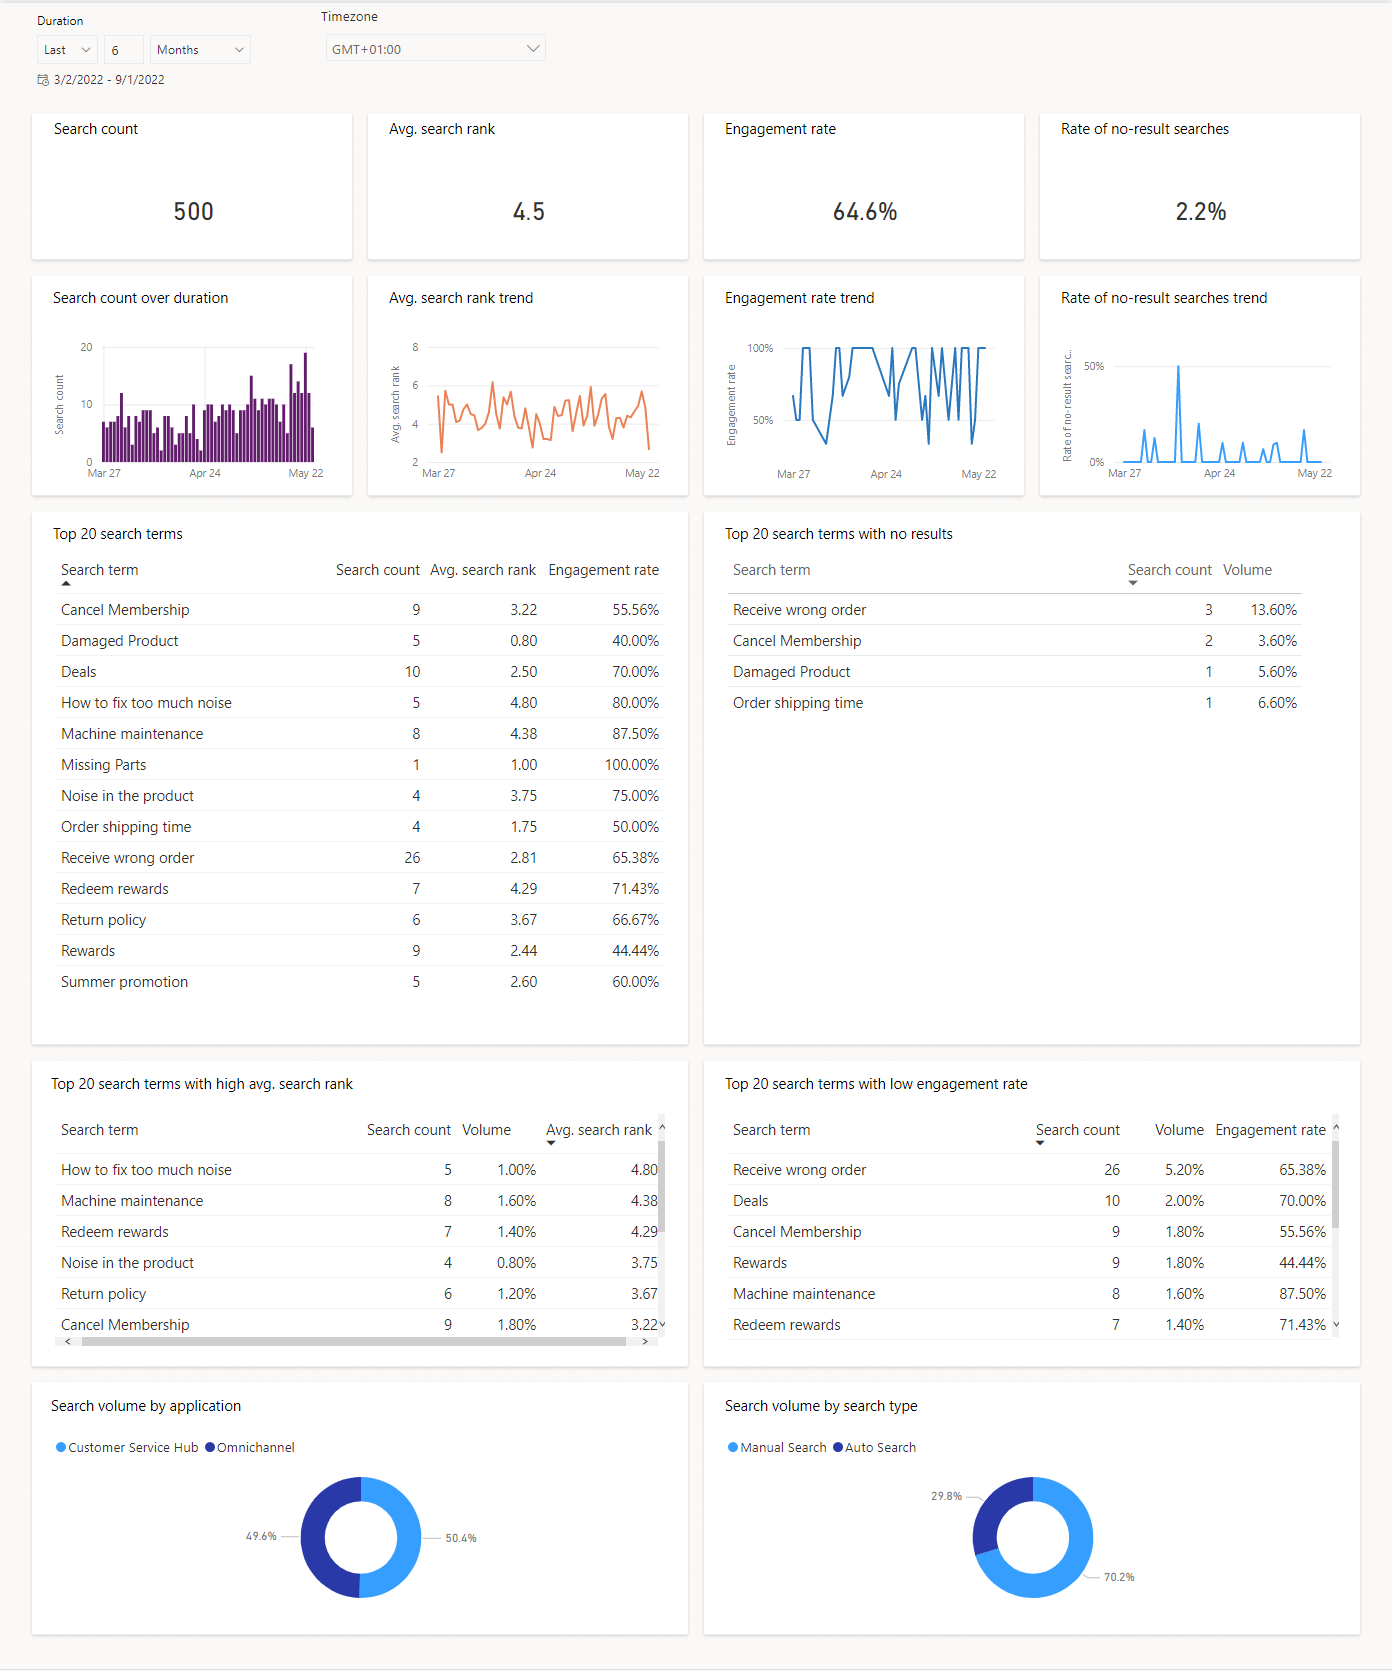 Duration
Timezone
Last 6 Months
GMT+01:00
3/2/2022 - 9/1/2022
Search count
500
Avg. search rank
4.5
Engagement rate
64.6%
Rate of no-result searches
2.2%
Search count over duration
Search count
20
10
0
Mar 27 Apr 24 May 22
Avg. search rank trend
Avg. search rank
8
6
4
2
Mar 27 Apr 24 May 22
Engagement rate trend
Engagement rate
100%
50%
Mar 27 Apr 24 May 22
Rate of no-result searches trend
Rate of no-result searc...
50%
0%
Mar 27 Apr 24 May 22
Top 20 search terms
Search term Search count Avg. search rank Engagement rate
Cancel Membership 9 3.22 55.56%
Damaged Product 5 0.80 40.00%
Deals 10 2.50 70.00%
How to fix too much noise 5 4.80 80.00%
Machine maintenance 8 4.38 87.50%
Missing Parts 1 1.00 100.00%
Noise in the product 4 3.75 75.00%
Order shipping time 4 1.75 50.00%
Receive wrong order 26 2.81 65.38%
Redeem rewards 7 4.29 71.43%
Return policy 6 3.67 66.67%
Rewards 9 2.44 44.44%
Summer promotion 5 2.60 60.00%
Top 20 search terms with no results
Search term Search count Volume
Receive wrong order 3 13.60%
Cancel Membership 2 3.60%
Damaged Product 1 5.60%
Order shipping time 1 6.60%
Top 20 search terms with high avg. search rank
Search term Search count Volume Avg. search rank
How to fix too much noise 5 1.00% 4.80
Machine maintenance 8 1.60% 4.38
Redeem rewards 7 1.40% 4.29
Noise in the product 4 0.80% 3.75
Return policy 6 1.20% 3.67
Cancel Membership 9 1.80% 3.22
Top 20 search terms with low engagement rate
Search term Search count Volume Engagement rate
Receive wrong order 26 5.20% 65.38%
Deals 10 2.00% 70.00%
Cancel Membership 9 1.80% 55.56%
Rewards 9 1.80% 44.44%
Machine maintenance 8 1.60% 87.50%
Redeem rewards 7 1.40% 71.43%
Search volume by application
Customer Service Hub Omnichannel
49.6%
50.4%
Search volume by search type
Manual Search Auto Search
29.8%
70.2%